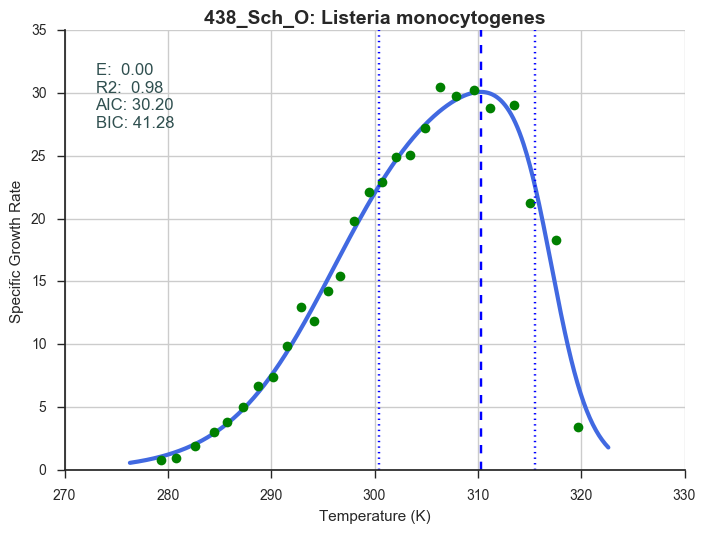 438_Sch_O: Listeria monocytogenes
E:  0.00
R2:  0.98
AIC: 30.20
BIC: 41.28
Specific Growth Rate
35
30
25
20
15
10
5
0
270 280 290 300 310 320 330
Temperature (K)